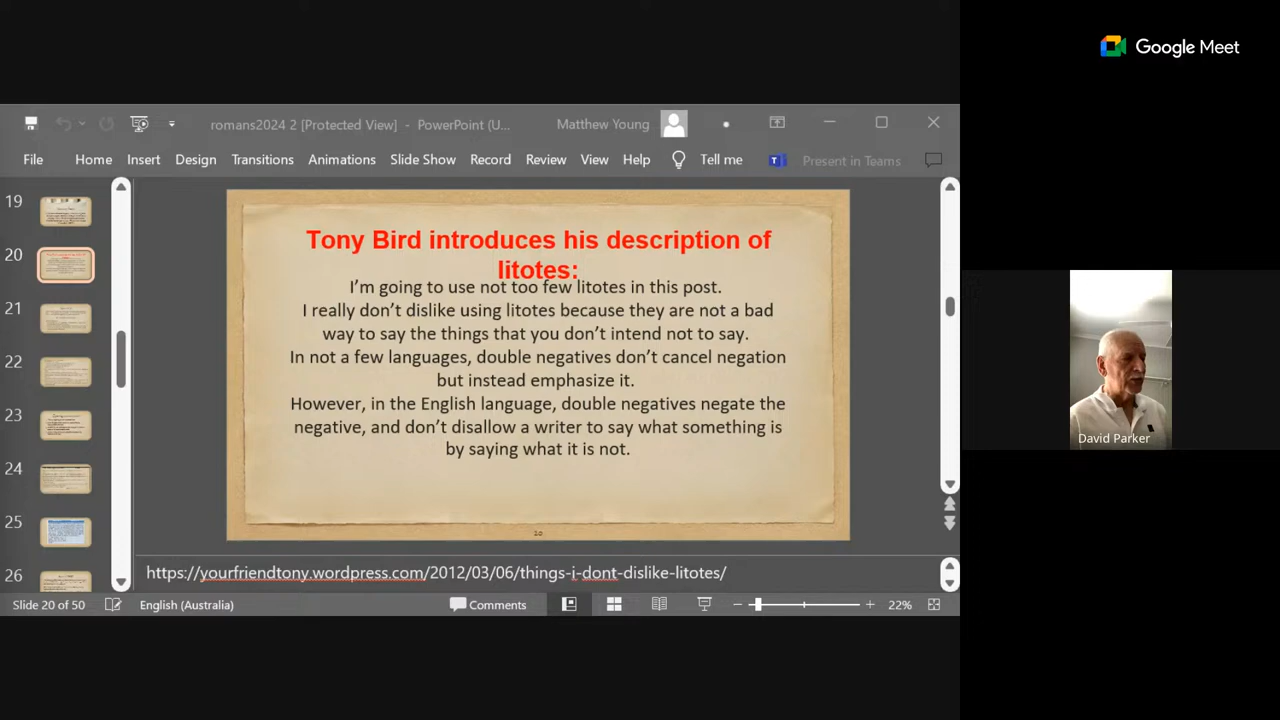 Google Meet
romans2024 2 [Protected View] - PowerPoint (U...
Matthew Young
File Home Insert Design Transitions Animations Slide Show Record Review View Help Tell me Present in Teams
19
20
21
22
23
24
25
26
Tony Bird introduces his description of
litotes:
I’m going to use not too few litotes in this post.
I really don’t dislike using litotes because they are not a bad
way to say the things that you don’t intend not to say.
In not a few languages, double negatives don’t cancel negation
but instead emphasize it.
However, in the English language, double negatives negate the
negative, and don’t disallow a writer to say what something is
by saying what it is not.
20
https://yourfriendtony.wordpress.com/2012/03/06/things-i-dont-dislike-litotes/
Slide 20 of 50 English (Australia) Comments 22%
David Parker